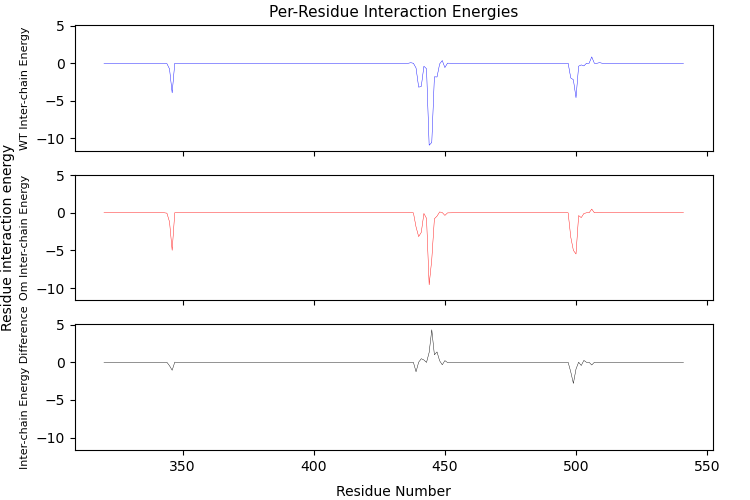 Per-Residue Interaction Energies
Residue interaction energy
WT Inter-chain Energy
5
0
−5
−10
Om Inter-chain Energy
5
0
−5
−10
Inter-chain Energy Difference
5
0
−5
−10
350
400
450
500
550
Residue Number